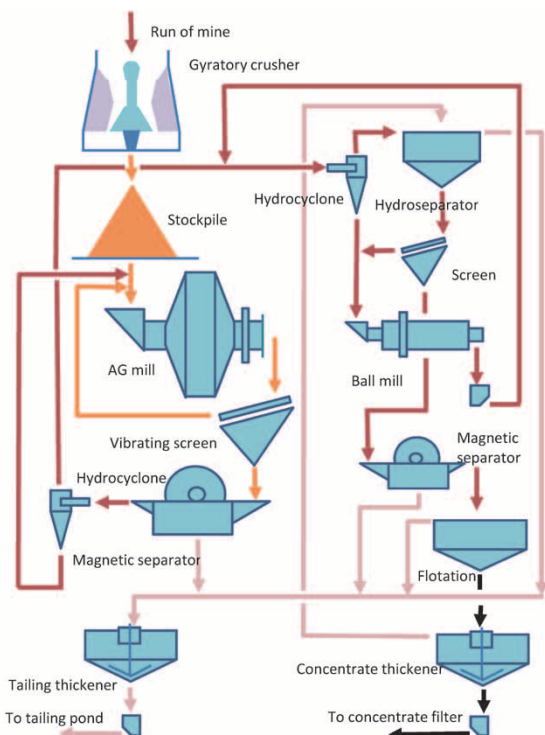 Run of mine
Gyratory crusher
Stockpile
Hydrocyclone
Hydroseparator
Screen
AG mill
Ball mill
Vibrating screen
Magnetic
separator
Hydrocyclone
Magnetic separator
Flotation
Tailing thickener
Concentrate thickener
To tailing pond
To concentrate filter